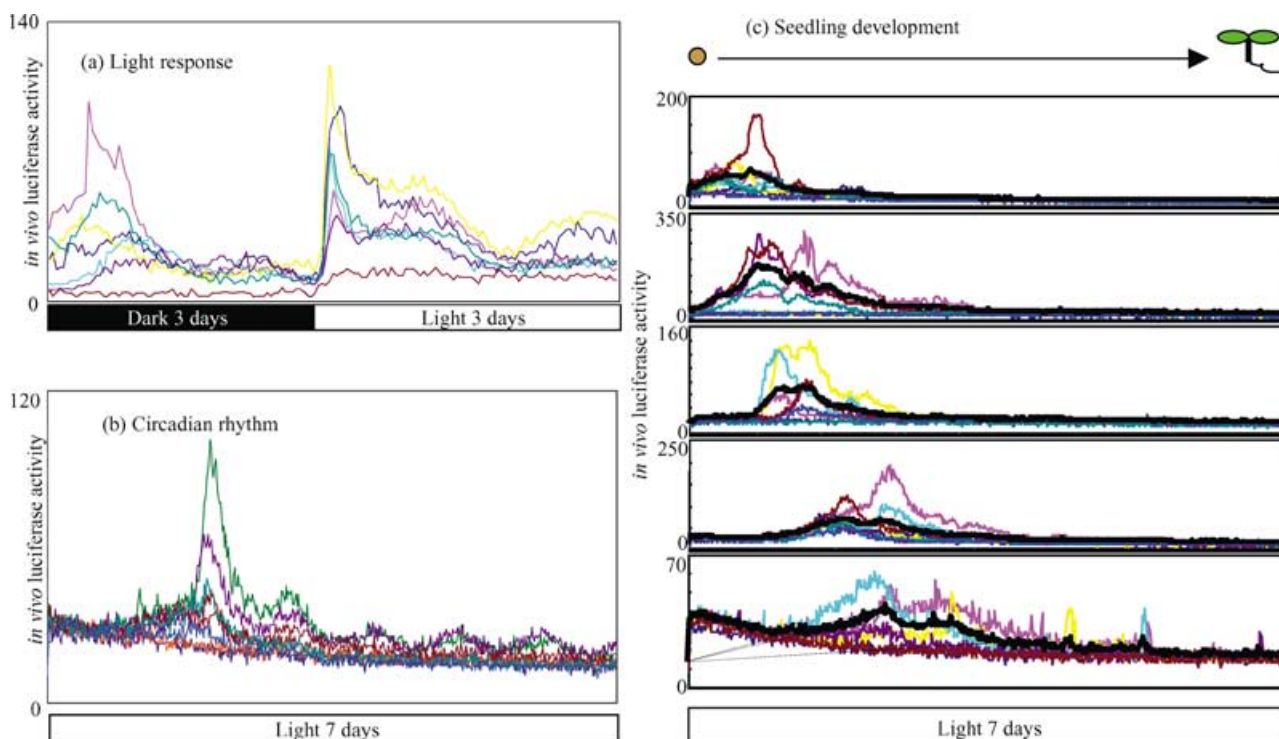 140
(a) Light response
in vivo luciferase activity
0
Dark 3 days
Light 3 days
120
(b) Circadian rhythm
in vivo luciferase activity
0
Light 7 days
(c) Seedling development
200
0
350
0
160
0
250
0
70
0
in vivo luciferase activity
Light 7 days